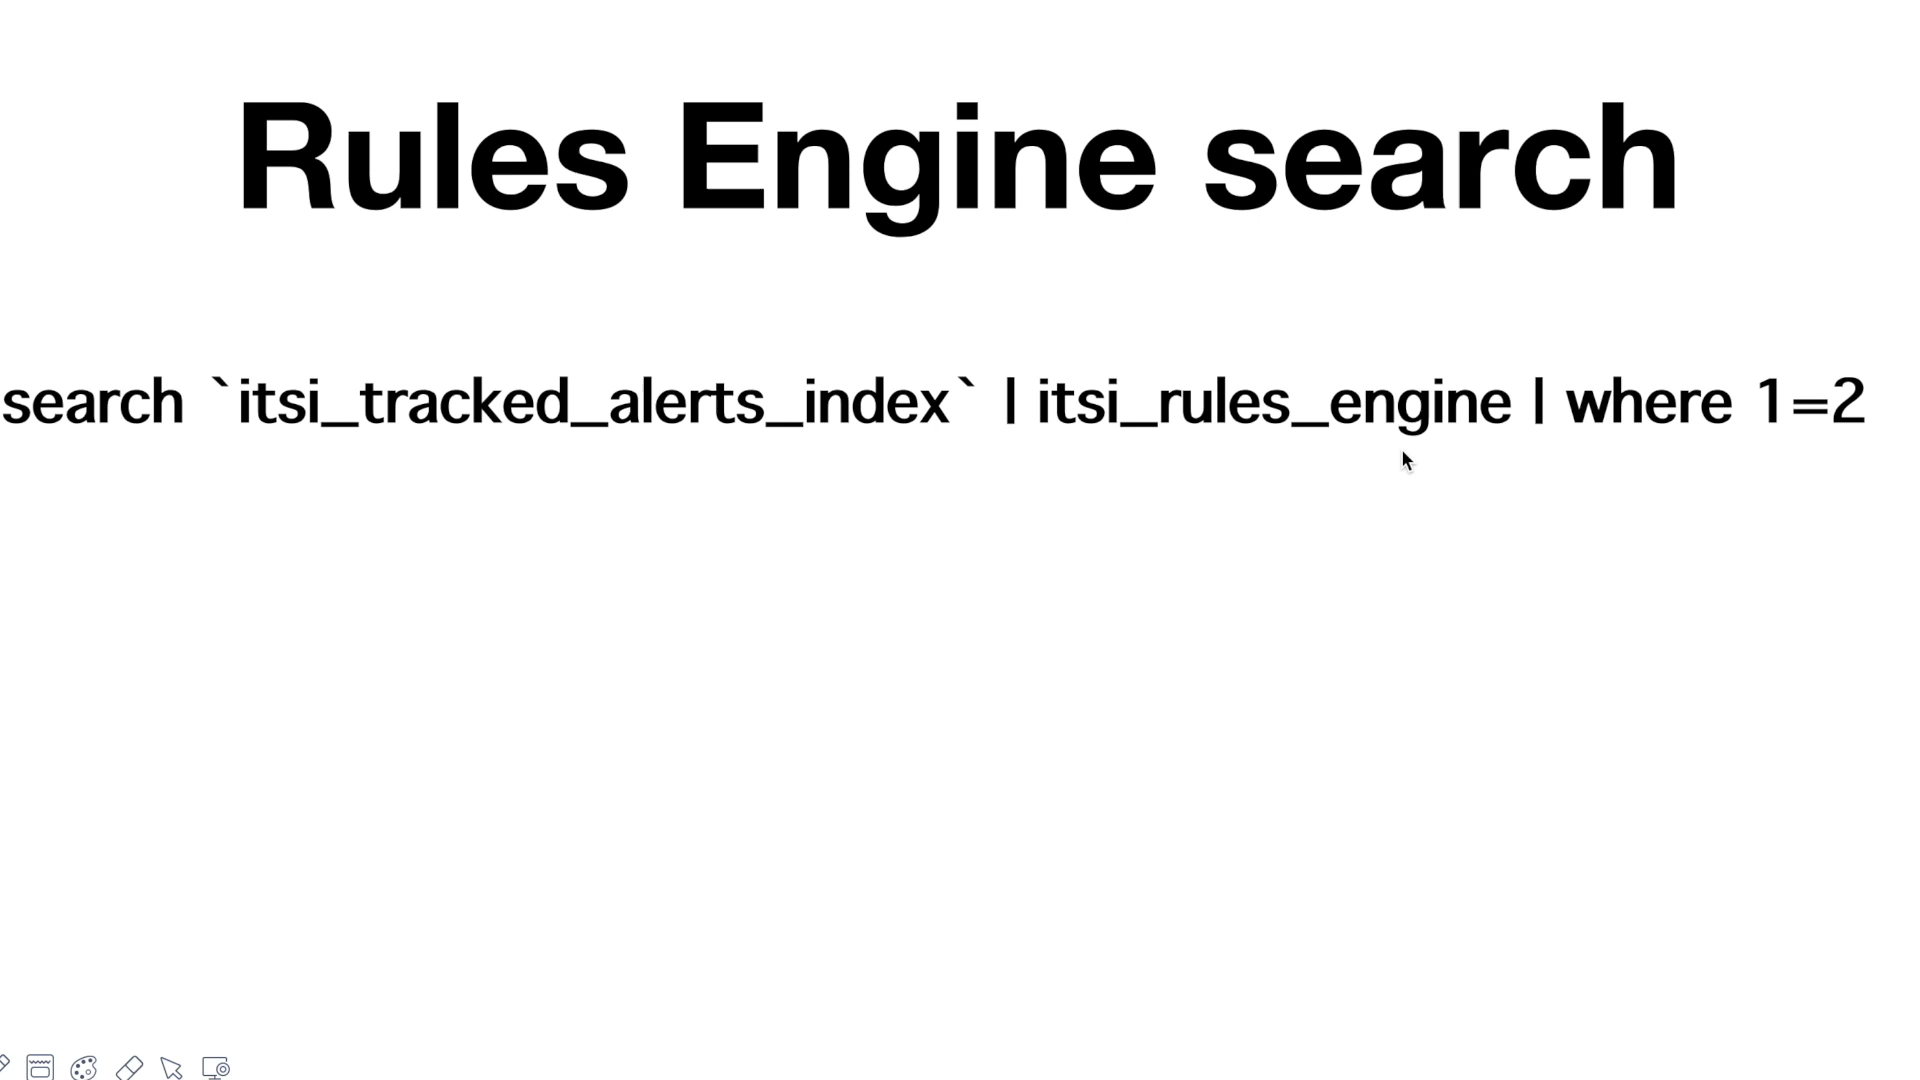 Rules Engine search
search `itsi_tracked_alerts_index` | itsi_rules_engine | where 1=2